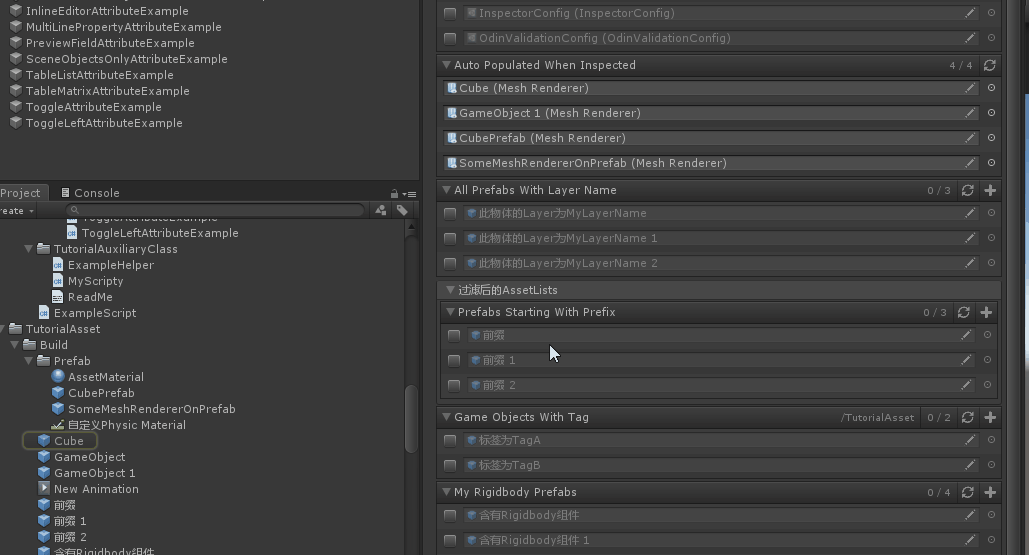 InlineEditorAttributeExample
MultiLinePropertyAttributeExample
PreviewFieldAttributeExample
SceneObjectsOnlyAttributeExample
TableListAttributeExample
TableMatrixAttributeExample
ToggleAttributeExample
ToggleLeftAttributeExample
Project
Console
reate
ToggleAttributeExample
ToggleLeftAttributeExample
TutorialAuxiliaryClass
ExampleHelper
MyScripty
ReadMe
ExampleScript
TutorialAsset
Build
Prefab
AssetMaterial
CubePrefab
SomeMeshRendererOnPrefab
自定义Physic Material
Cube
GameObject
GameObject 1
New Animation
前缀
前缀 1
前缀 2
含有Rigidbody组件
InspectorConfig (InspectorConfig)
OdinValidationConfig (OdinValidationConfig)
Auto Populated When Inspected 4 / 4
Cube (Mesh Renderer)
GameObject 1 (Mesh Renderer)
CubePrefab (Mesh Renderer)
SomeMeshRendererOnPrefab (Mesh Renderer)
All Prefabs With Layer Name 0 / 3
此物体的Layer为MyLayerName
此物体的Layer为MyLayerName 1
此物体的Layer为MyLayerName 2
过滤后的AssetLists
Prefabs Starting With Prefix 0 / 3
前缀
前缀 1
前缀 2
Game Objects With Tag /TutorialAsset 0 / 2
标签为TagA
标签为TagB
My Rigidbody Prefabs 0 / 4
含有Rigidbody组件
含有Rigidbody组件 1